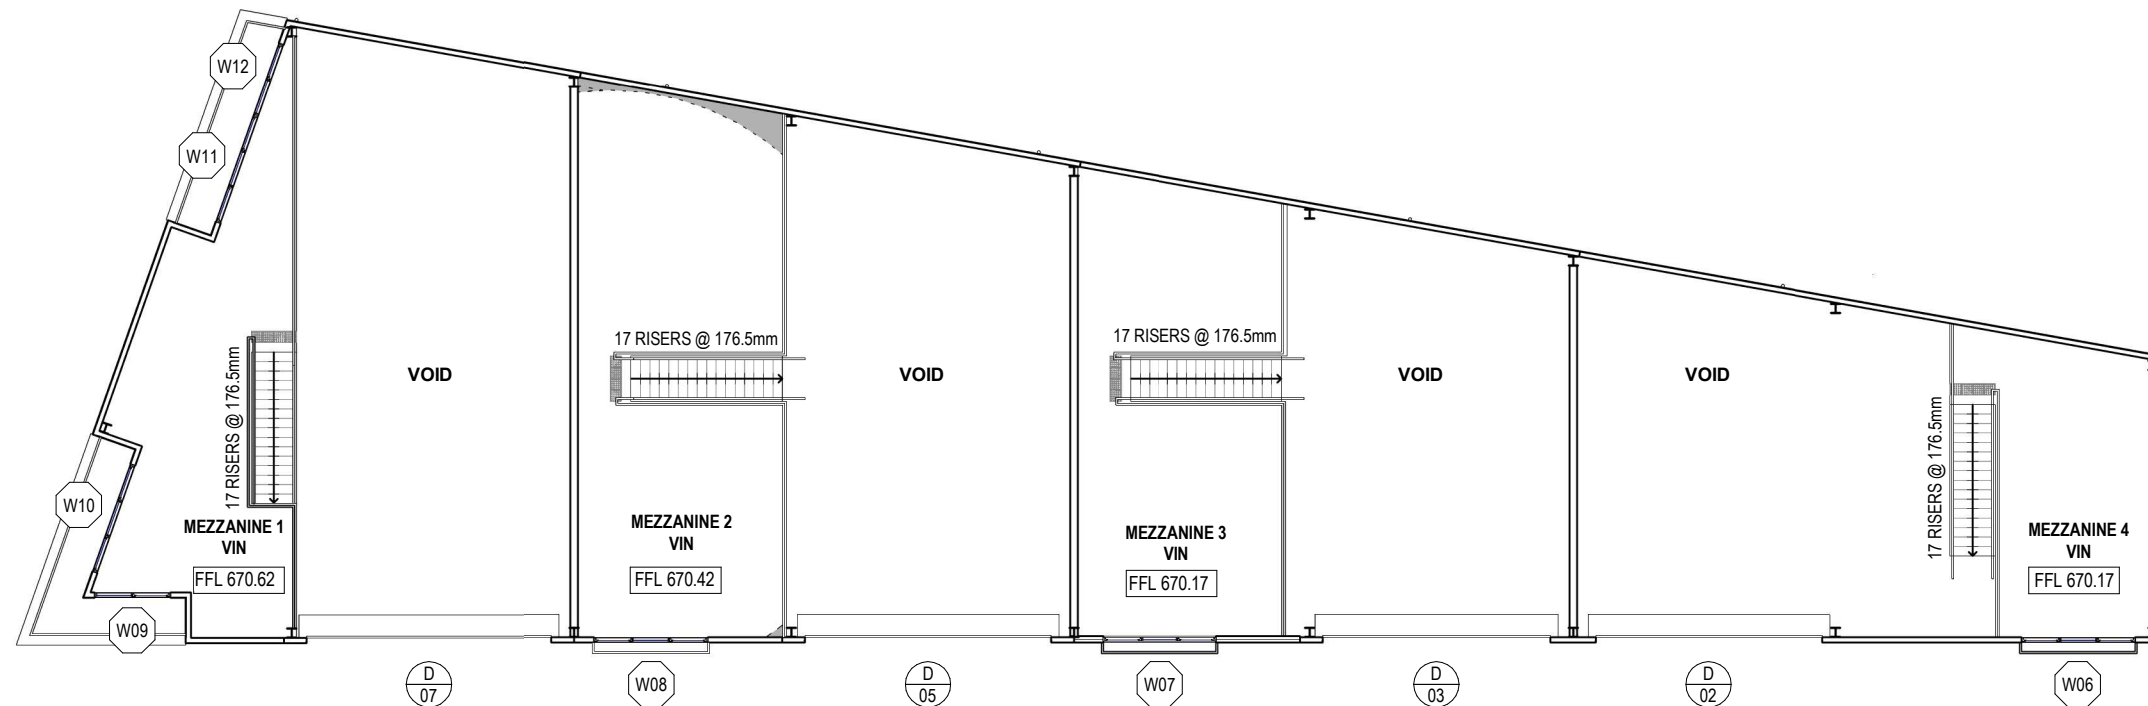 W12
W11
17 RISERS @ 176.5mm
17 RISERS @ 176.5mm
VOID
VOID
VOID
VOID
17 RISERS @ 176.5mm
17 RISERS @ 176.5mm
W10
MEZZANINE 1
VIN
FFL 670.62
MEZZANINE 2
VIN
FFL 670.42
MEZZANINE 3
VIN
FFL 670.17
MEZZANINE 4
VIN
FFL 670.17
W09
D
07
W08
D
05
W07
D
03
D
02
W06